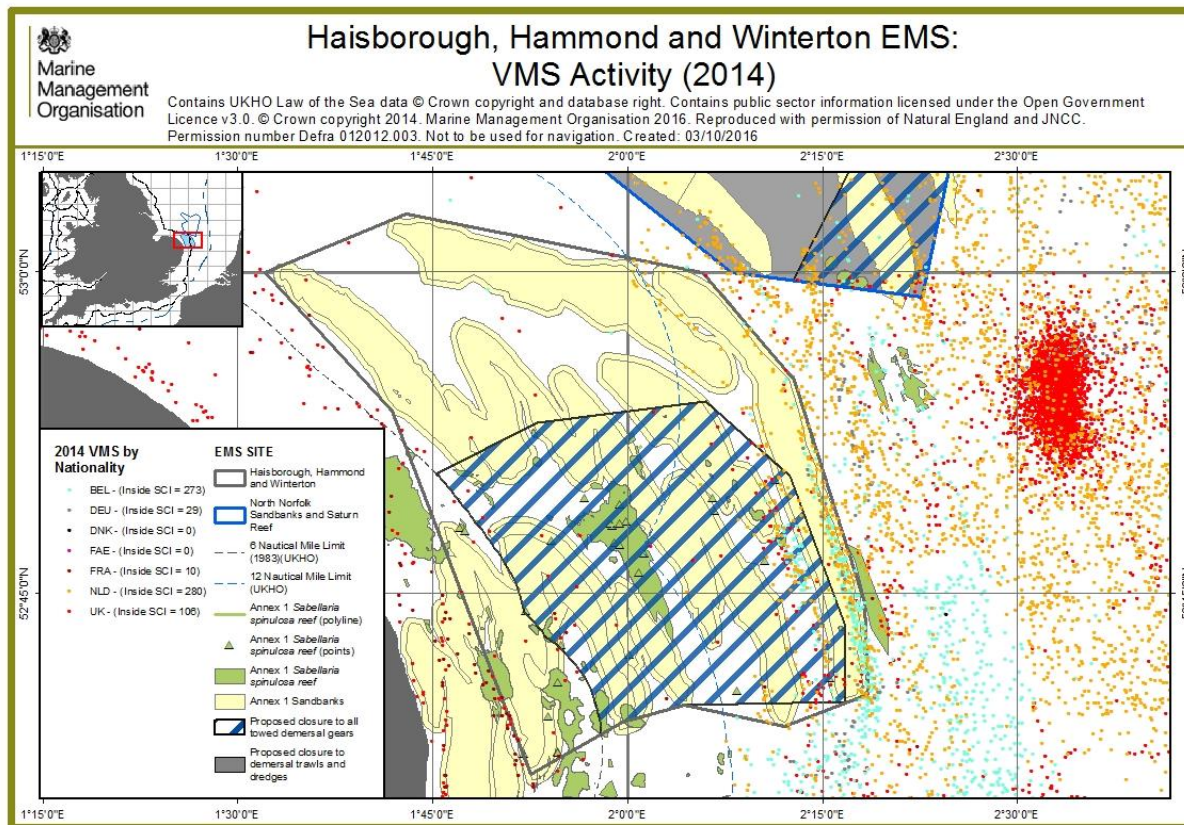 Marine
Management
Organisation
Haisborough, Hammond and Winterton EMS:
VMS Activity (2014)
Contains UKHO Law of the Sea data © Crown copyright and database right. Contains public sector information licensed under the Open Government
Licence v3.0. © Crown copyright 2014. Marine Management Organisation 2016. Reproduced with permission of Natural England and JNCC.
Permission number Defra 012012.003. Not to be used for navigation. Created: 03/10/2016
1°15'0"E
1°30'0"E
1°45'0"E
2°0'0"E
2°15'0"E
2°30'0"E
53°0'0"N
53°0'0"N
52°45'0"N
52°45'0"N
2014 VMS by
Nationality
BEL - (Inside SCI = 273)
DEU - (Inside SCI = 29)
DNK - (Inside SCI = 0)
FAE - (Inside SCI = 0)
FRA - (Inside SCI = 10)
NLD - (Inside SCI = 280)
UK - (Inside SCI = 106)
EMS SITE
Haisborough, Hammond
and Winterton
North Norfolk
Sandbanks and Saturn
Reef
6 Nautical Mile Limit
(1983)(UKHO)
12 Nautical Mile Limit
(UKHO)
Annex 1 Sabellaria
spinulosa reef (polyline)
Annex 1 Sabellaria
spinulosa reef (points)
Annex 1 Sabellaria
spinulosa reef
Annex 1 Sandbanks
Proposed closure to all
towed demersal gears
Proposed closure to
demersal trawls and
dredges
1°15'0"E
1°30'0"E
1°45'0"E
2°0'0"E
2°15'0"E
2°30'0"E